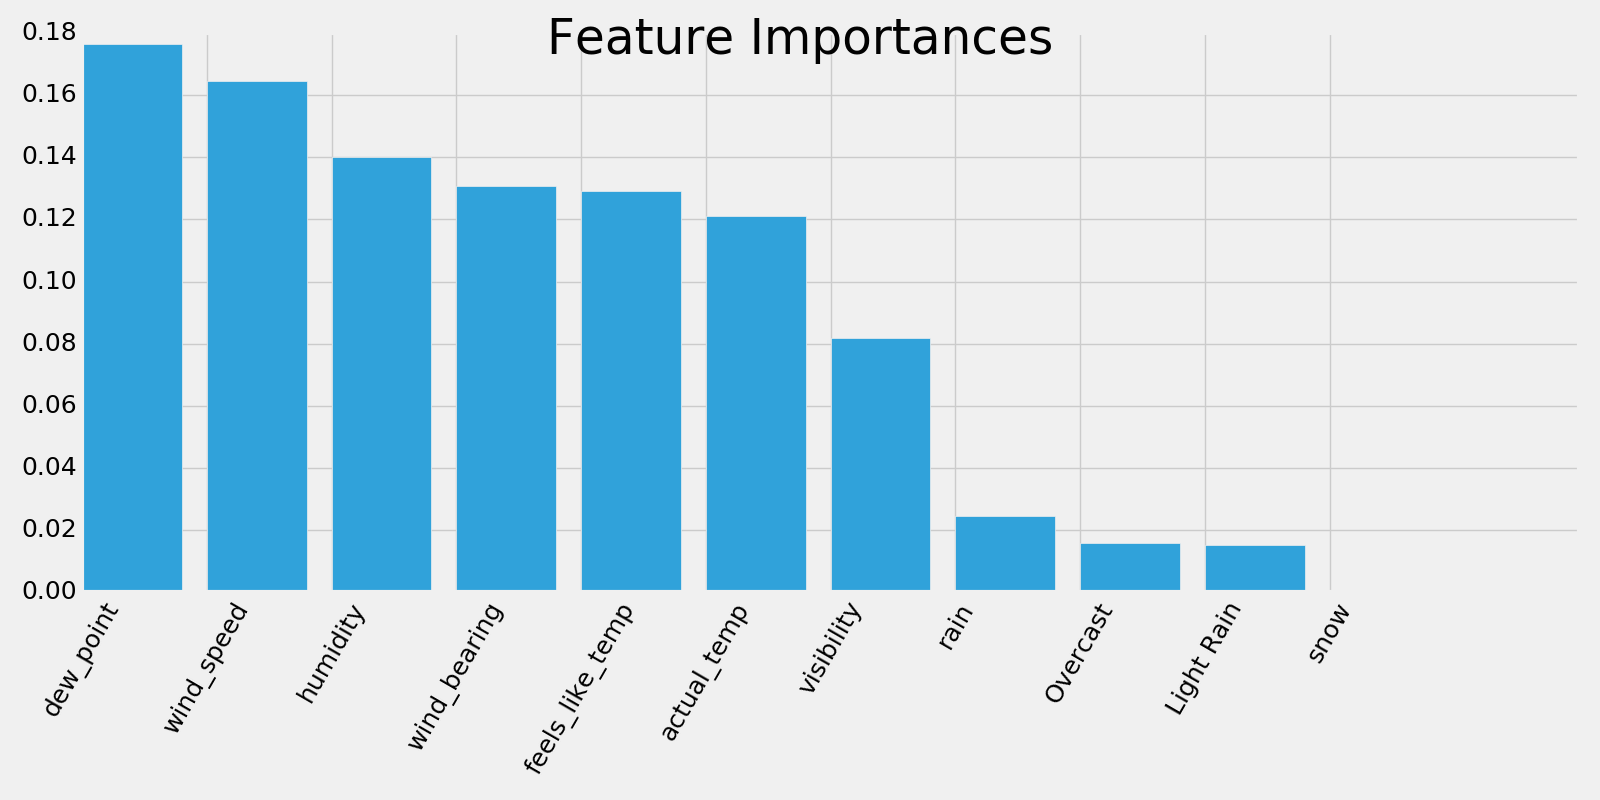 Feature Importances
0.18
0.16
0.14
0.12
0.10
0.08
0.06
0.04
0.02
0.00
dew_point
wind_speed
humidity
wind_bearing
feels_like_temp
actual_temp
visibility
rain
Overcast
Light Rain
snow